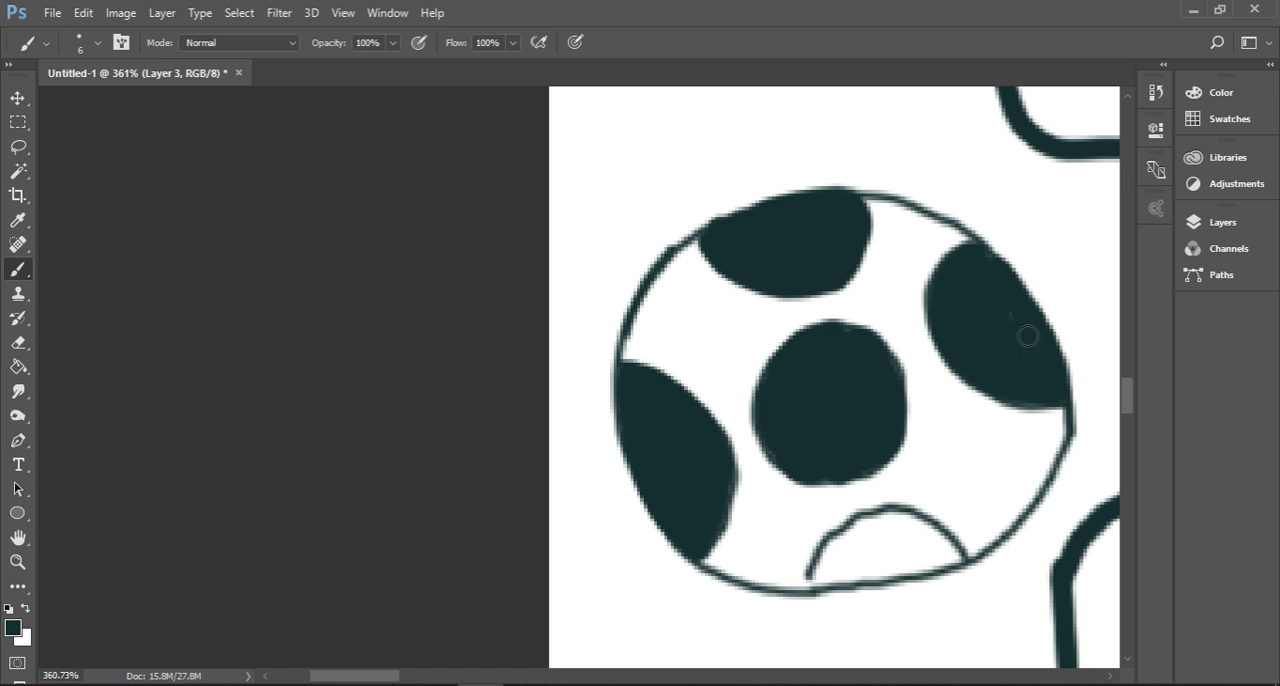 Ps File Edit Image Layer Type Select Filter 3D View Window Help
6 Mode: Normal Opacity: 100% Flow: 100%
Untitled-1 @ 361% (Layer 3, RGB/8) * ×
Color
Swatches
Libraries
Adjustments
Layers
Channels
Paths
T
360.73% Doc: 15.8M/27.8M